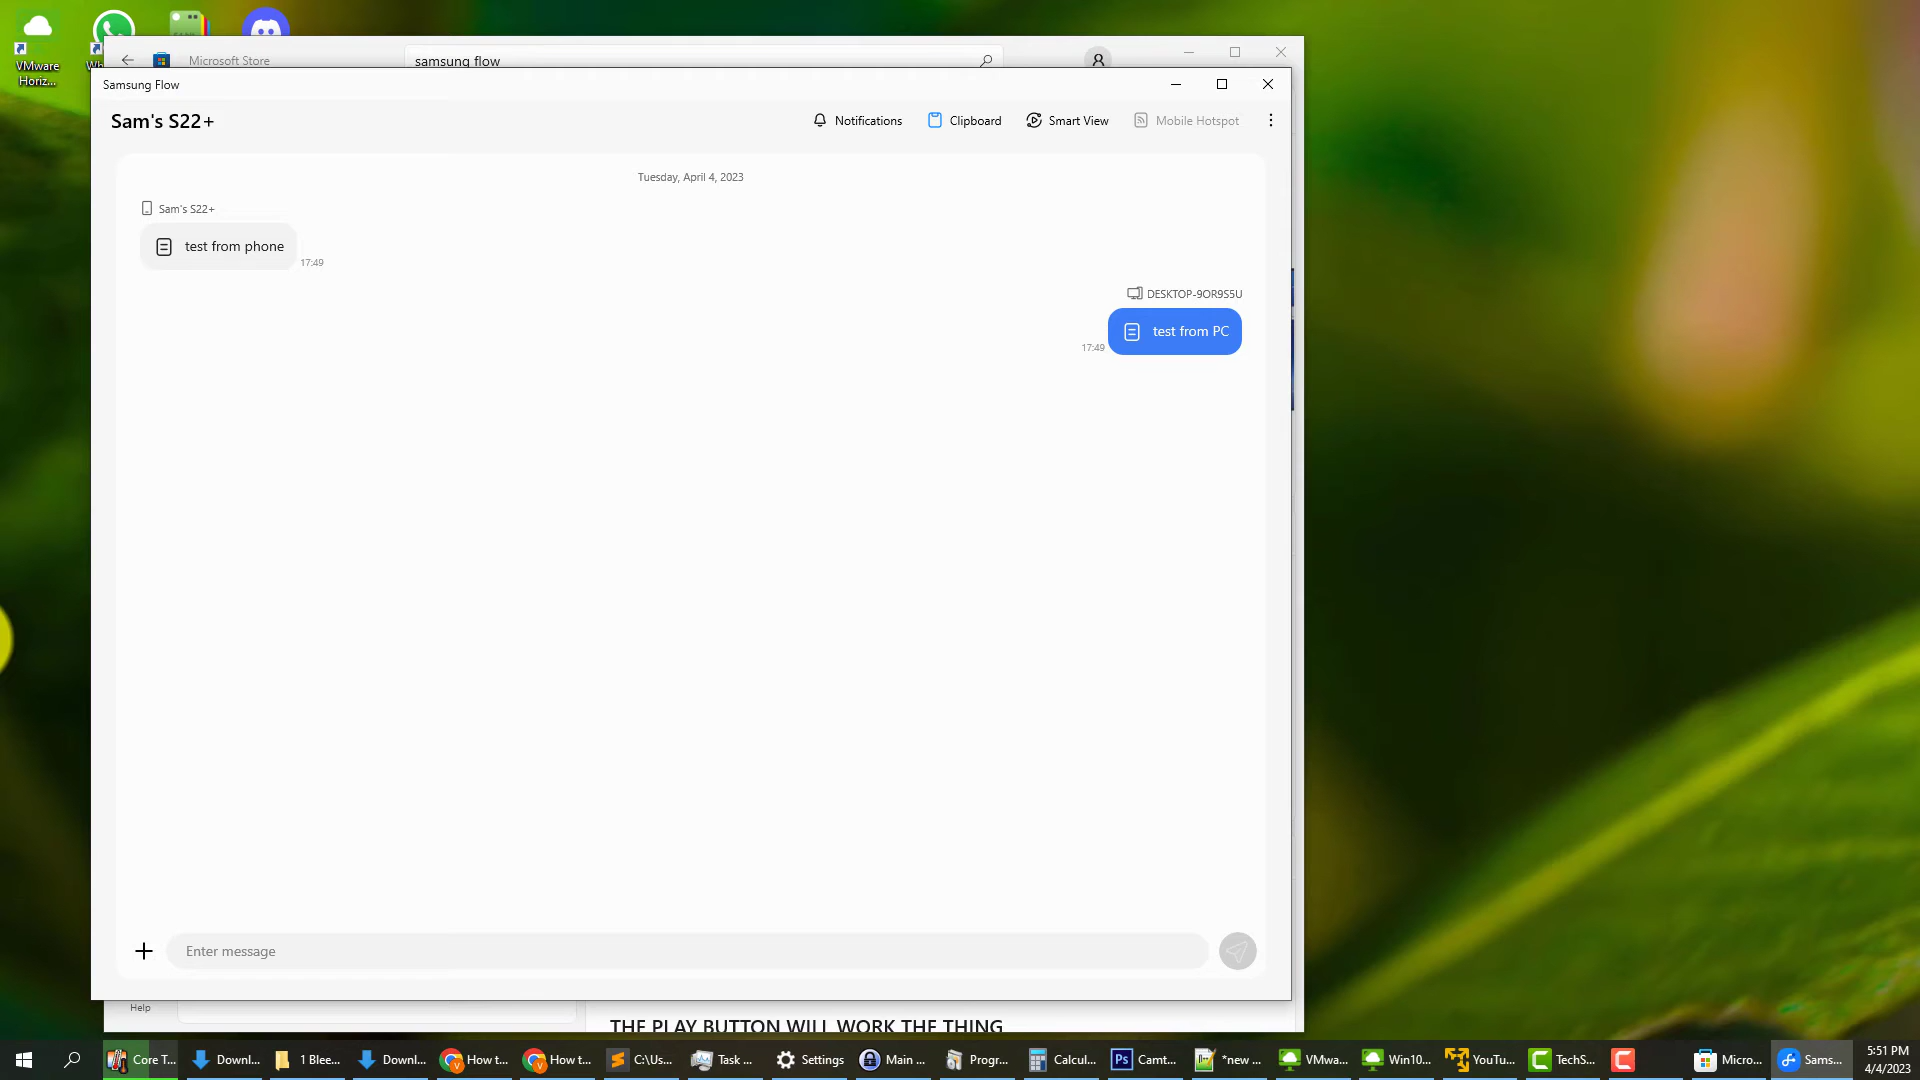 VMware
Horiz...
Microsoft Store
samsung flow
Samsung Flow
Sam's S22+
Notifications
Clipboard
Smart View
Mobile Hotspot
Tuesday, April 4, 2023
Sam's S22+
test from phone
17:49
DESKTOP-9OR9S5U
test from PC
17:49
Enter message
Help
THE PLAY BUTTON WILL WORK THE THING
Core T...
Downl...
1 Blee...
Downl...
How t...
How t...
C:\Us...
Task ...
Settings
Main ...
Progr...
Calcul...
Ps
Camt...
*new ...
VMwa...
Win10...
YouTu...
TechS...
Micro...
Sams...
5:51 PM
4/4/2023